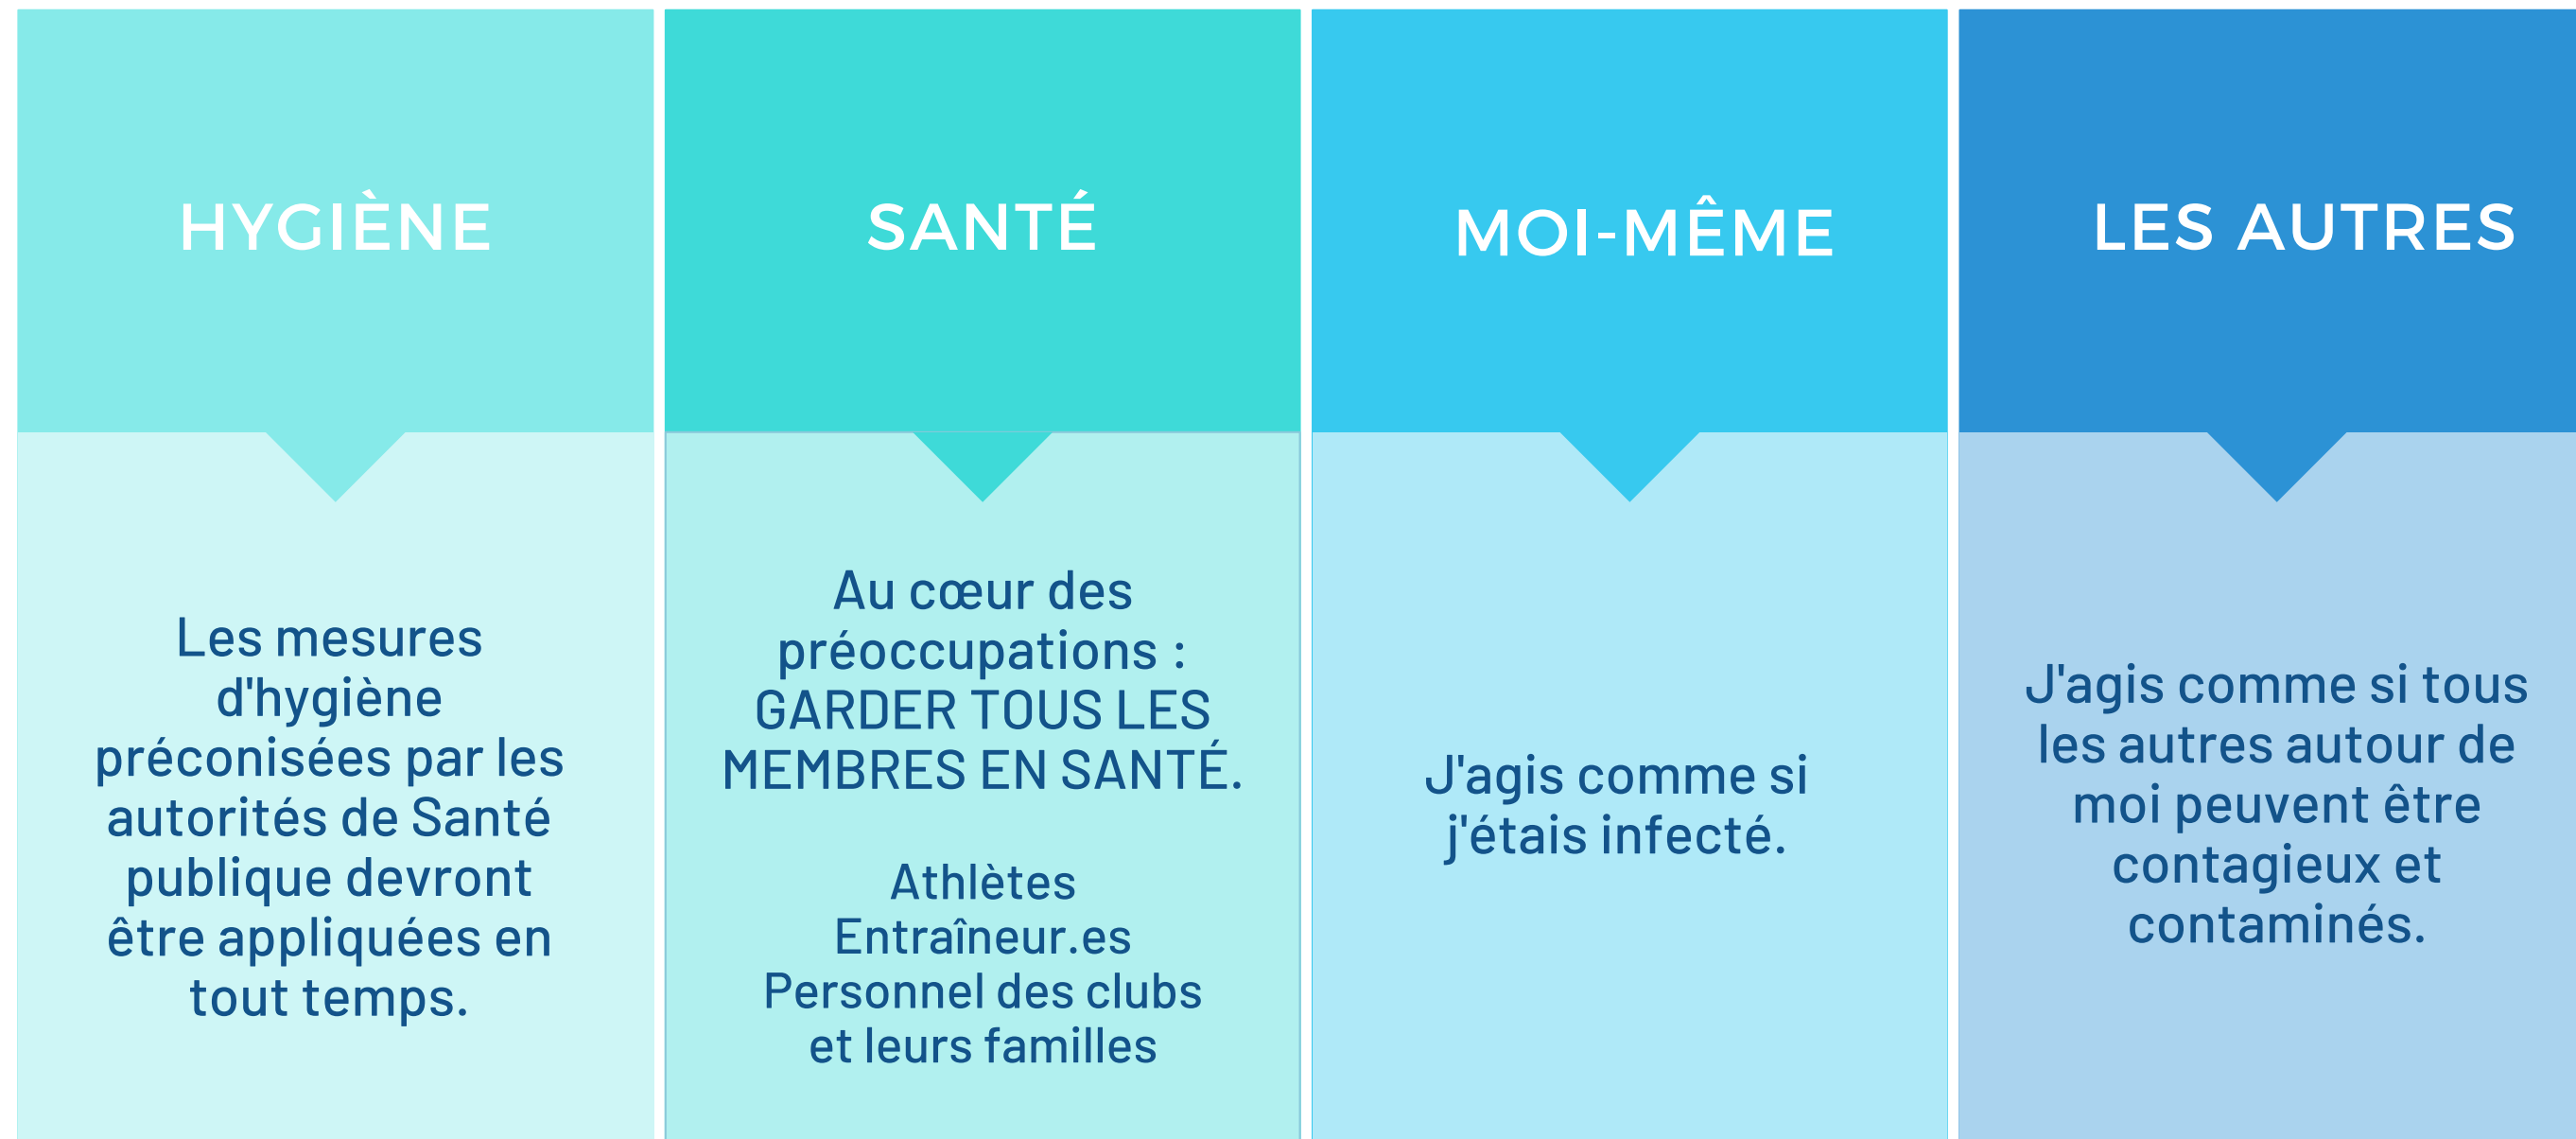 HYGIÈNE
Les mesures
d'hygiène
préconisées par les
autorités de Santé
publique devront
être appliquées en
tout temps.
SANTÉ
Au cœur des
préoccupations :
GARDER TOUS LES
MEMBRES EN SANTÉ.
Athlètes
Entraîneur.es
Personnel des clubs
et leurs familles
MOI-MÊME
J'agis comme si
j'étais infecté.
LES AUTRES
J'agis comme si tous
les autres autour de
moi peuvent être
contagieux et
contaminés.